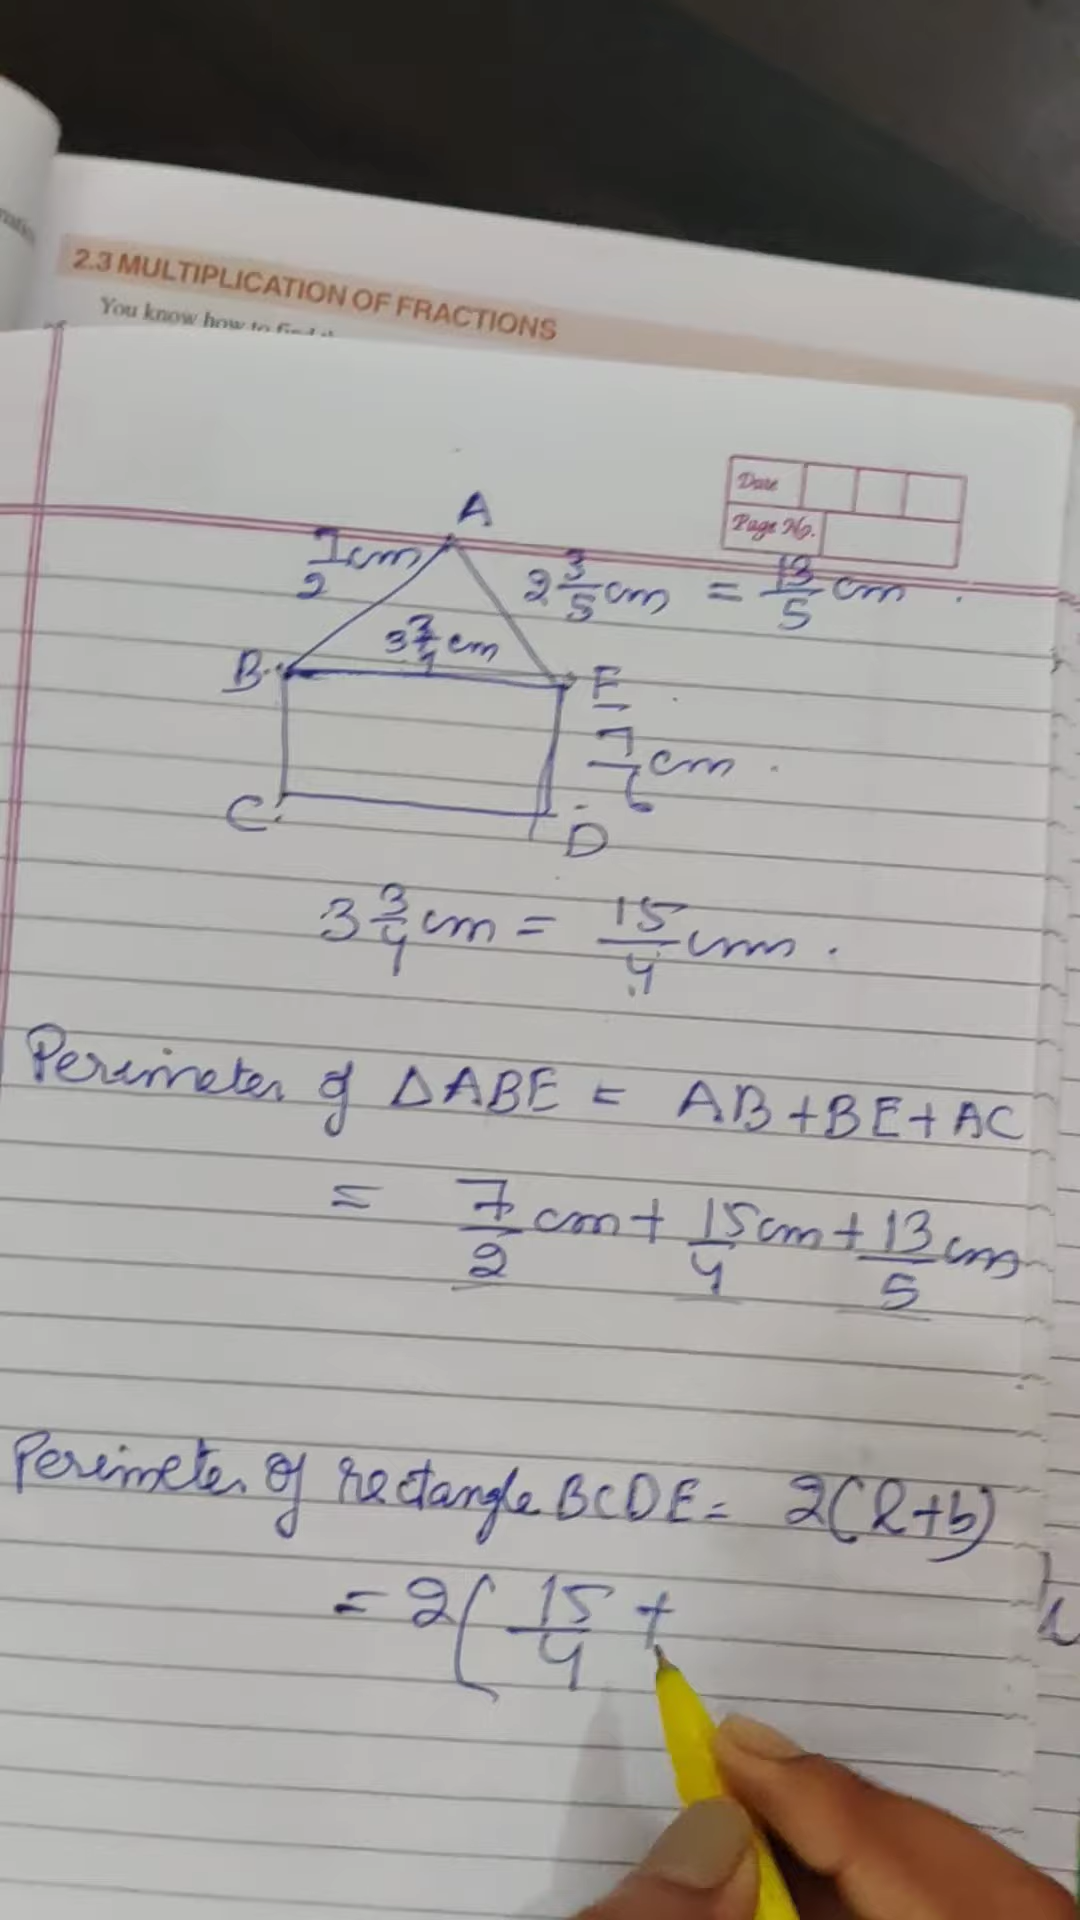 2.3 MULTIPLICATION OF FRACTIONS
You know how to find
Date
Page No.
A
7/2 cm
2 3/5 cm = 13/5 cm
3 3/4 cm
B
E
7/6 cm
C
D
3 3/4 cm = 15/4 cm.
Perimeter of △ABE = AB+BE+AC
= 7/2 cm + 15/4 cm + 13/5 cm
Perimeter of rectangle BCDE = 2(l+b)
= 2( 15/4 +